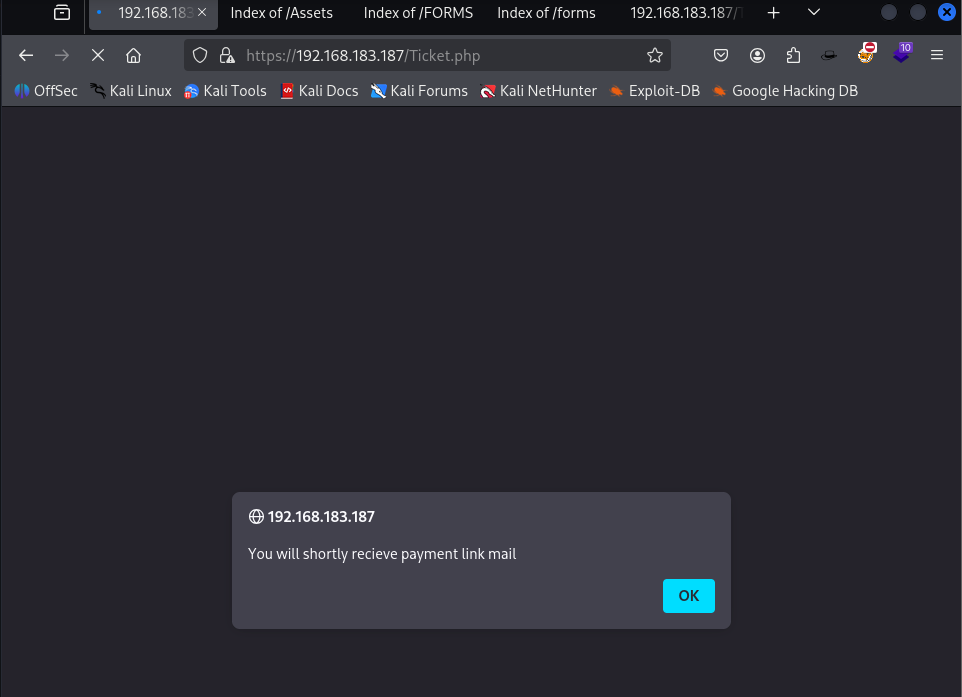 192.168.183
Index of /Assets
Index of /FORMS
Index of /forms
192.168.183.187/T
https://192.168.183.187/Ticket.php
10
OffSec
Kali Linux
Kali Tools
Kali Docs
Kali Forums
Kali NetHunter
Exploit-DB
Google Hacking DB
192.168.183.187
You will shortly recieve payment link mail
OK